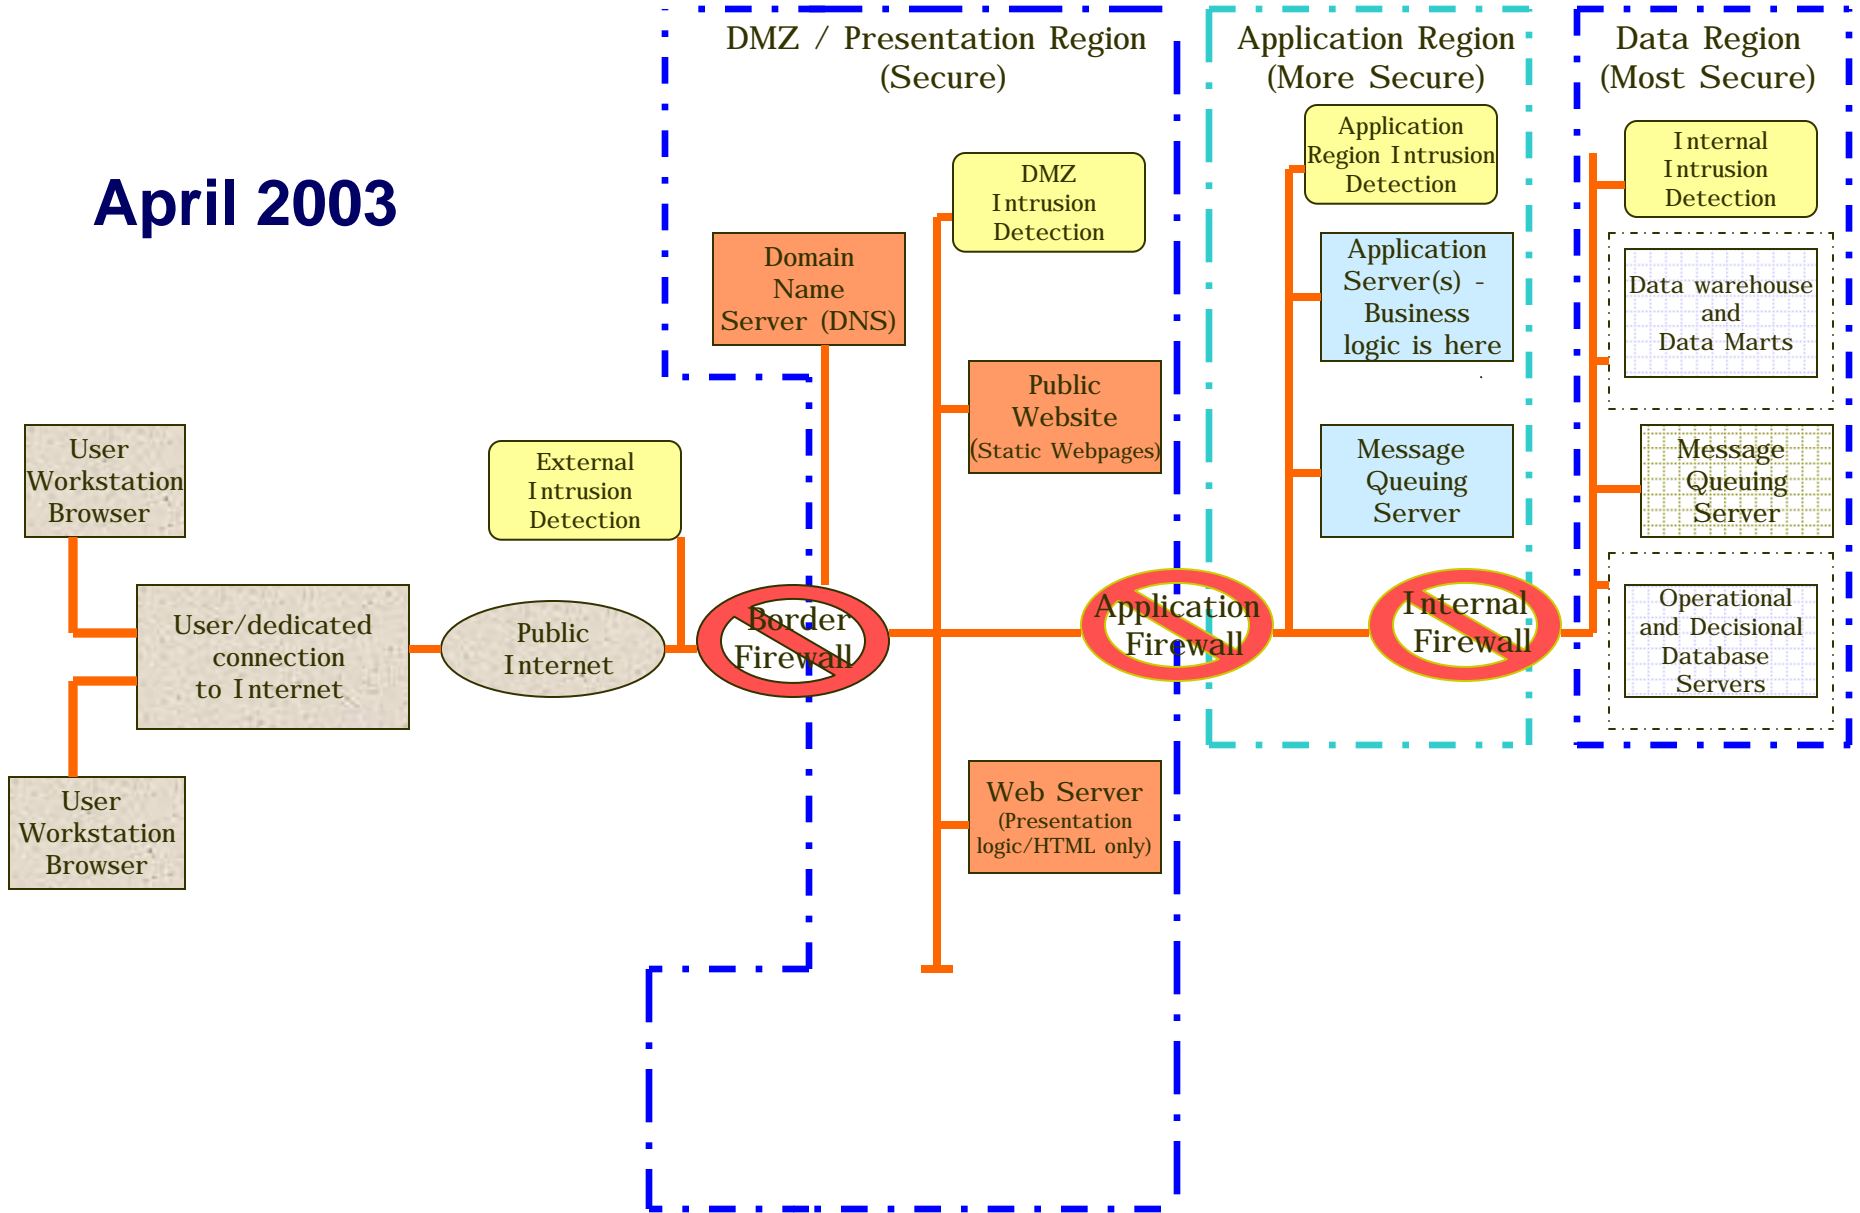 DMZ / Presentation Region
(Secure)
Application Region
(More Secure)
Data Region
(Most Secure)
April 2003
Domain
Name
Server (DNS)
DMZ
Intrusion
Detection
Application
Region Intrusion
Detection
Internal
Intrusion
Detection
Application
Server(s) -
Business
logic is here
Data warehouse
and
Data Marts
Public
Website
(Static Webpages)
User
Workstation
Browser
External
Intrusion
Detection
Message
Queuing
Server
Message
Queuing
Server
User/dedicated
connection
to Internet
Public
Internet
Border
Firewall
Application
Firewall
Internal
Firewall
Operational
and Decisional
Database
Servers
User
Workstation
Browser
Web Server
(Presentation
logic/HTML only)